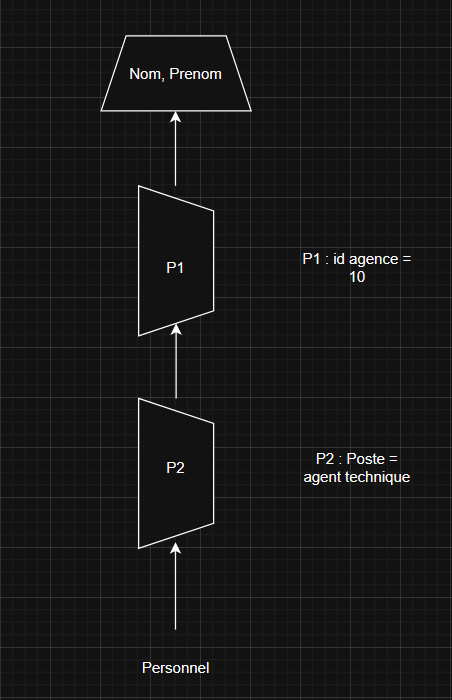 Nom, Prenom
P1
P1 : id agence =
10
P2
P2 : Poste =
agent technique
Personnel